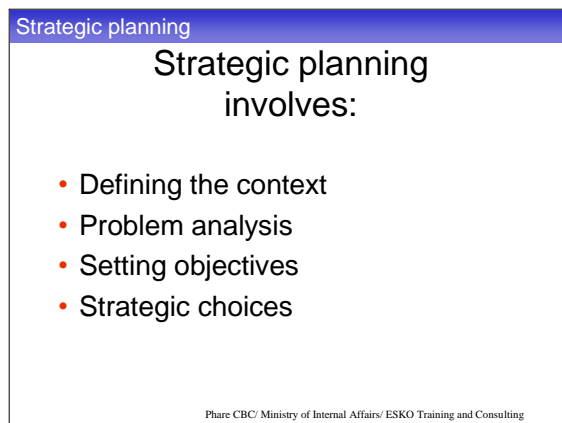 Strategic planning
Strategic planning
involves:
• Defining the context
• Problem analysis
• Setting objectives
• Strategic choices
Phare CBC/ Ministry of Internal Affairs/ ESKO Training and Consulting